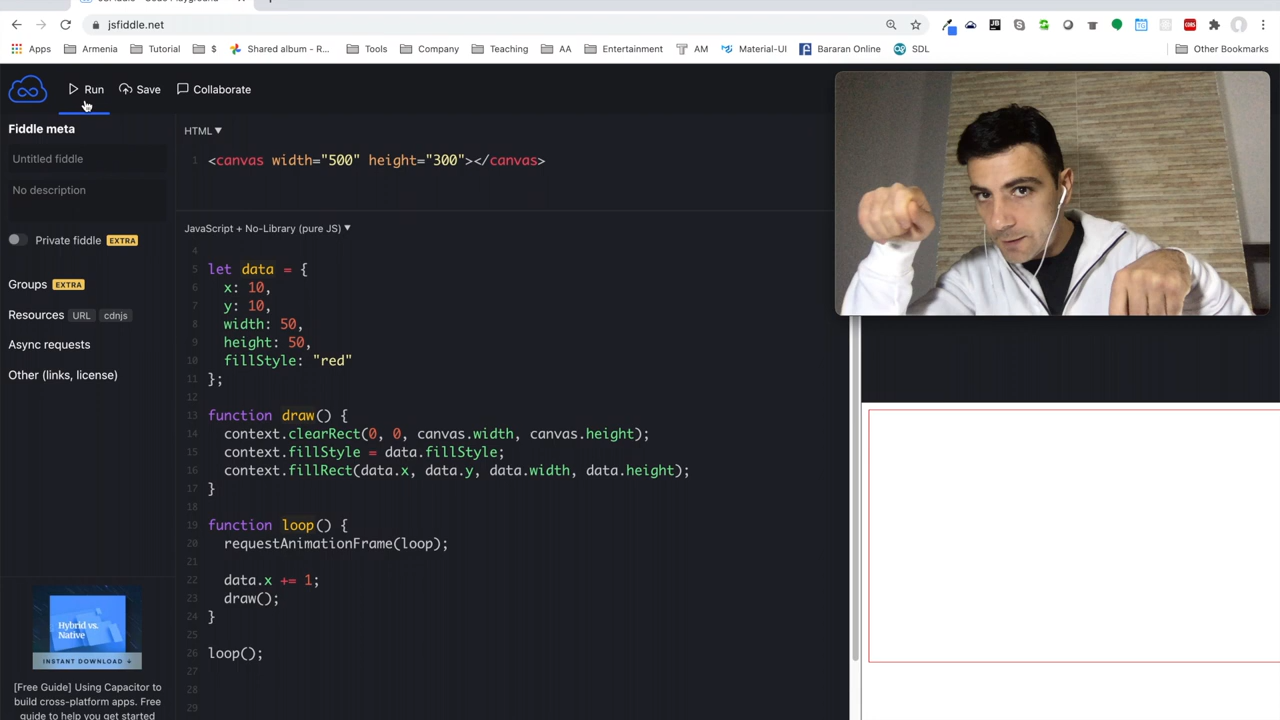 jsfiddle.net
Apps Armenia Tutorial $ Shared album - R... Tools Company Teaching AA Entertainment AM Material-UI Bararan Online SDL Other Bookmarks
Run Save Collaborate
Fiddle meta
Untitled fiddle
No description
Private fiddle EXTRA
Groups EXTRA
Resources URL cdnjs
Async requests
Other (links, license)
Hybrid vs.
Native
INSTANT DOWNLOAD ↓
[Free Guide] Using Capacitor to
build cross-platform apps. Free
guide to help you get started
HTML ▼
1 <canvas width="500" height="300"></canvas>
JavaScript + No-Library (pure JS) ▼
4
5 let data = {
6 x: 10,
7 y: 10,
8 width: 50,
9 height: 50,
10 fillStyle: "red"
11 };
12
13 function draw() {
14 context.clearRect(0, 0, canvas.width, canvas.height);
15 context.fillStyle = data.fillStyle;
16 context.fillRect(data.x, data.y, data.width, data.height);
17 }
18
19 function loop() {
20 requestAnimationFrame(loop);
21
22 data.x += 1;
23 draw();
24 }
25
26 loop();
27
28
29